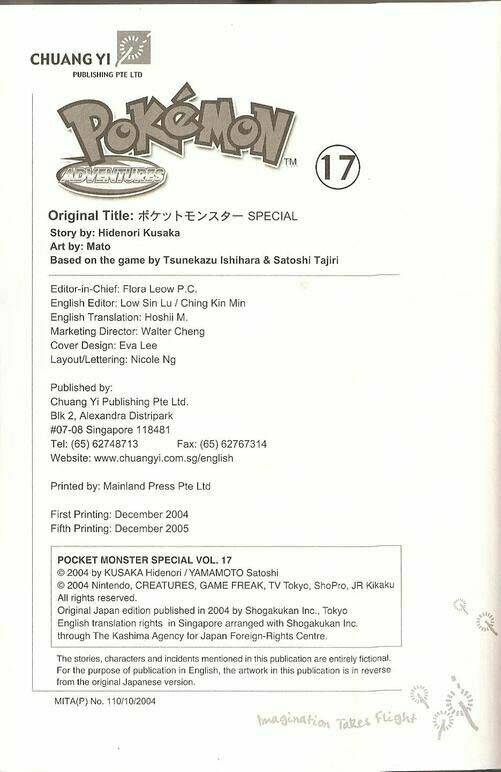 CHUANG YI
PUBLISHING PTE LTD
POKéMON
TM
ADVENTURES
17
Original Title: ポケットモンスター SPECIAL
Story by: Hidenori Kusaka
Art by: Mato
Based on the game by Tsunekazu Ishihara & Satoshi Tajiri
Editor-in-Chief: Flora Leow P.C.
English Editor: Low Sin Lu / Ching Kin Min
English Translation: Hoshii M.
Marketing Director: Walter Cheng
Cover Design: Eva Lee
Layout/Lettering: Nicole Ng
Published by:
Chuang Yi Publishing Pte Ltd.
Blk 2, Alexandra Distripark
#07-08 Singapore 118481
Tel: (65) 62748713 Fax: (65) 62767314
Website: www.chuangyi.com.sg/english
Printed by: Mainland Press Pte Ltd
First Printing: December 2004
Fifth Printing: December 2005
POCKET MONSTER SPECIAL VOL. 17
© 2004 by KUSAKA Hidenori / YAMAMOTO Satoshi
© 2004 Nintendo, CREATURES, GAME FREAK, TV Tokyo, ShoPro, JR Kikaku
All rights reserved.
Original Japan edition published in 2004 by Shogakukan Inc., Tokyo
English translation rights in Singapore arranged with Shogakukan Inc.
through The Kashima Agency for Japan Foreign-Rights Centre.
The stories, characters and incidents mentioned in this publication are entirely fictional.
For the purpose of publication in English, the artwork in this publication is in reverse
from the original Japanese version.
MITA(P) No. 110/10/2004
Imagination Takes Flight